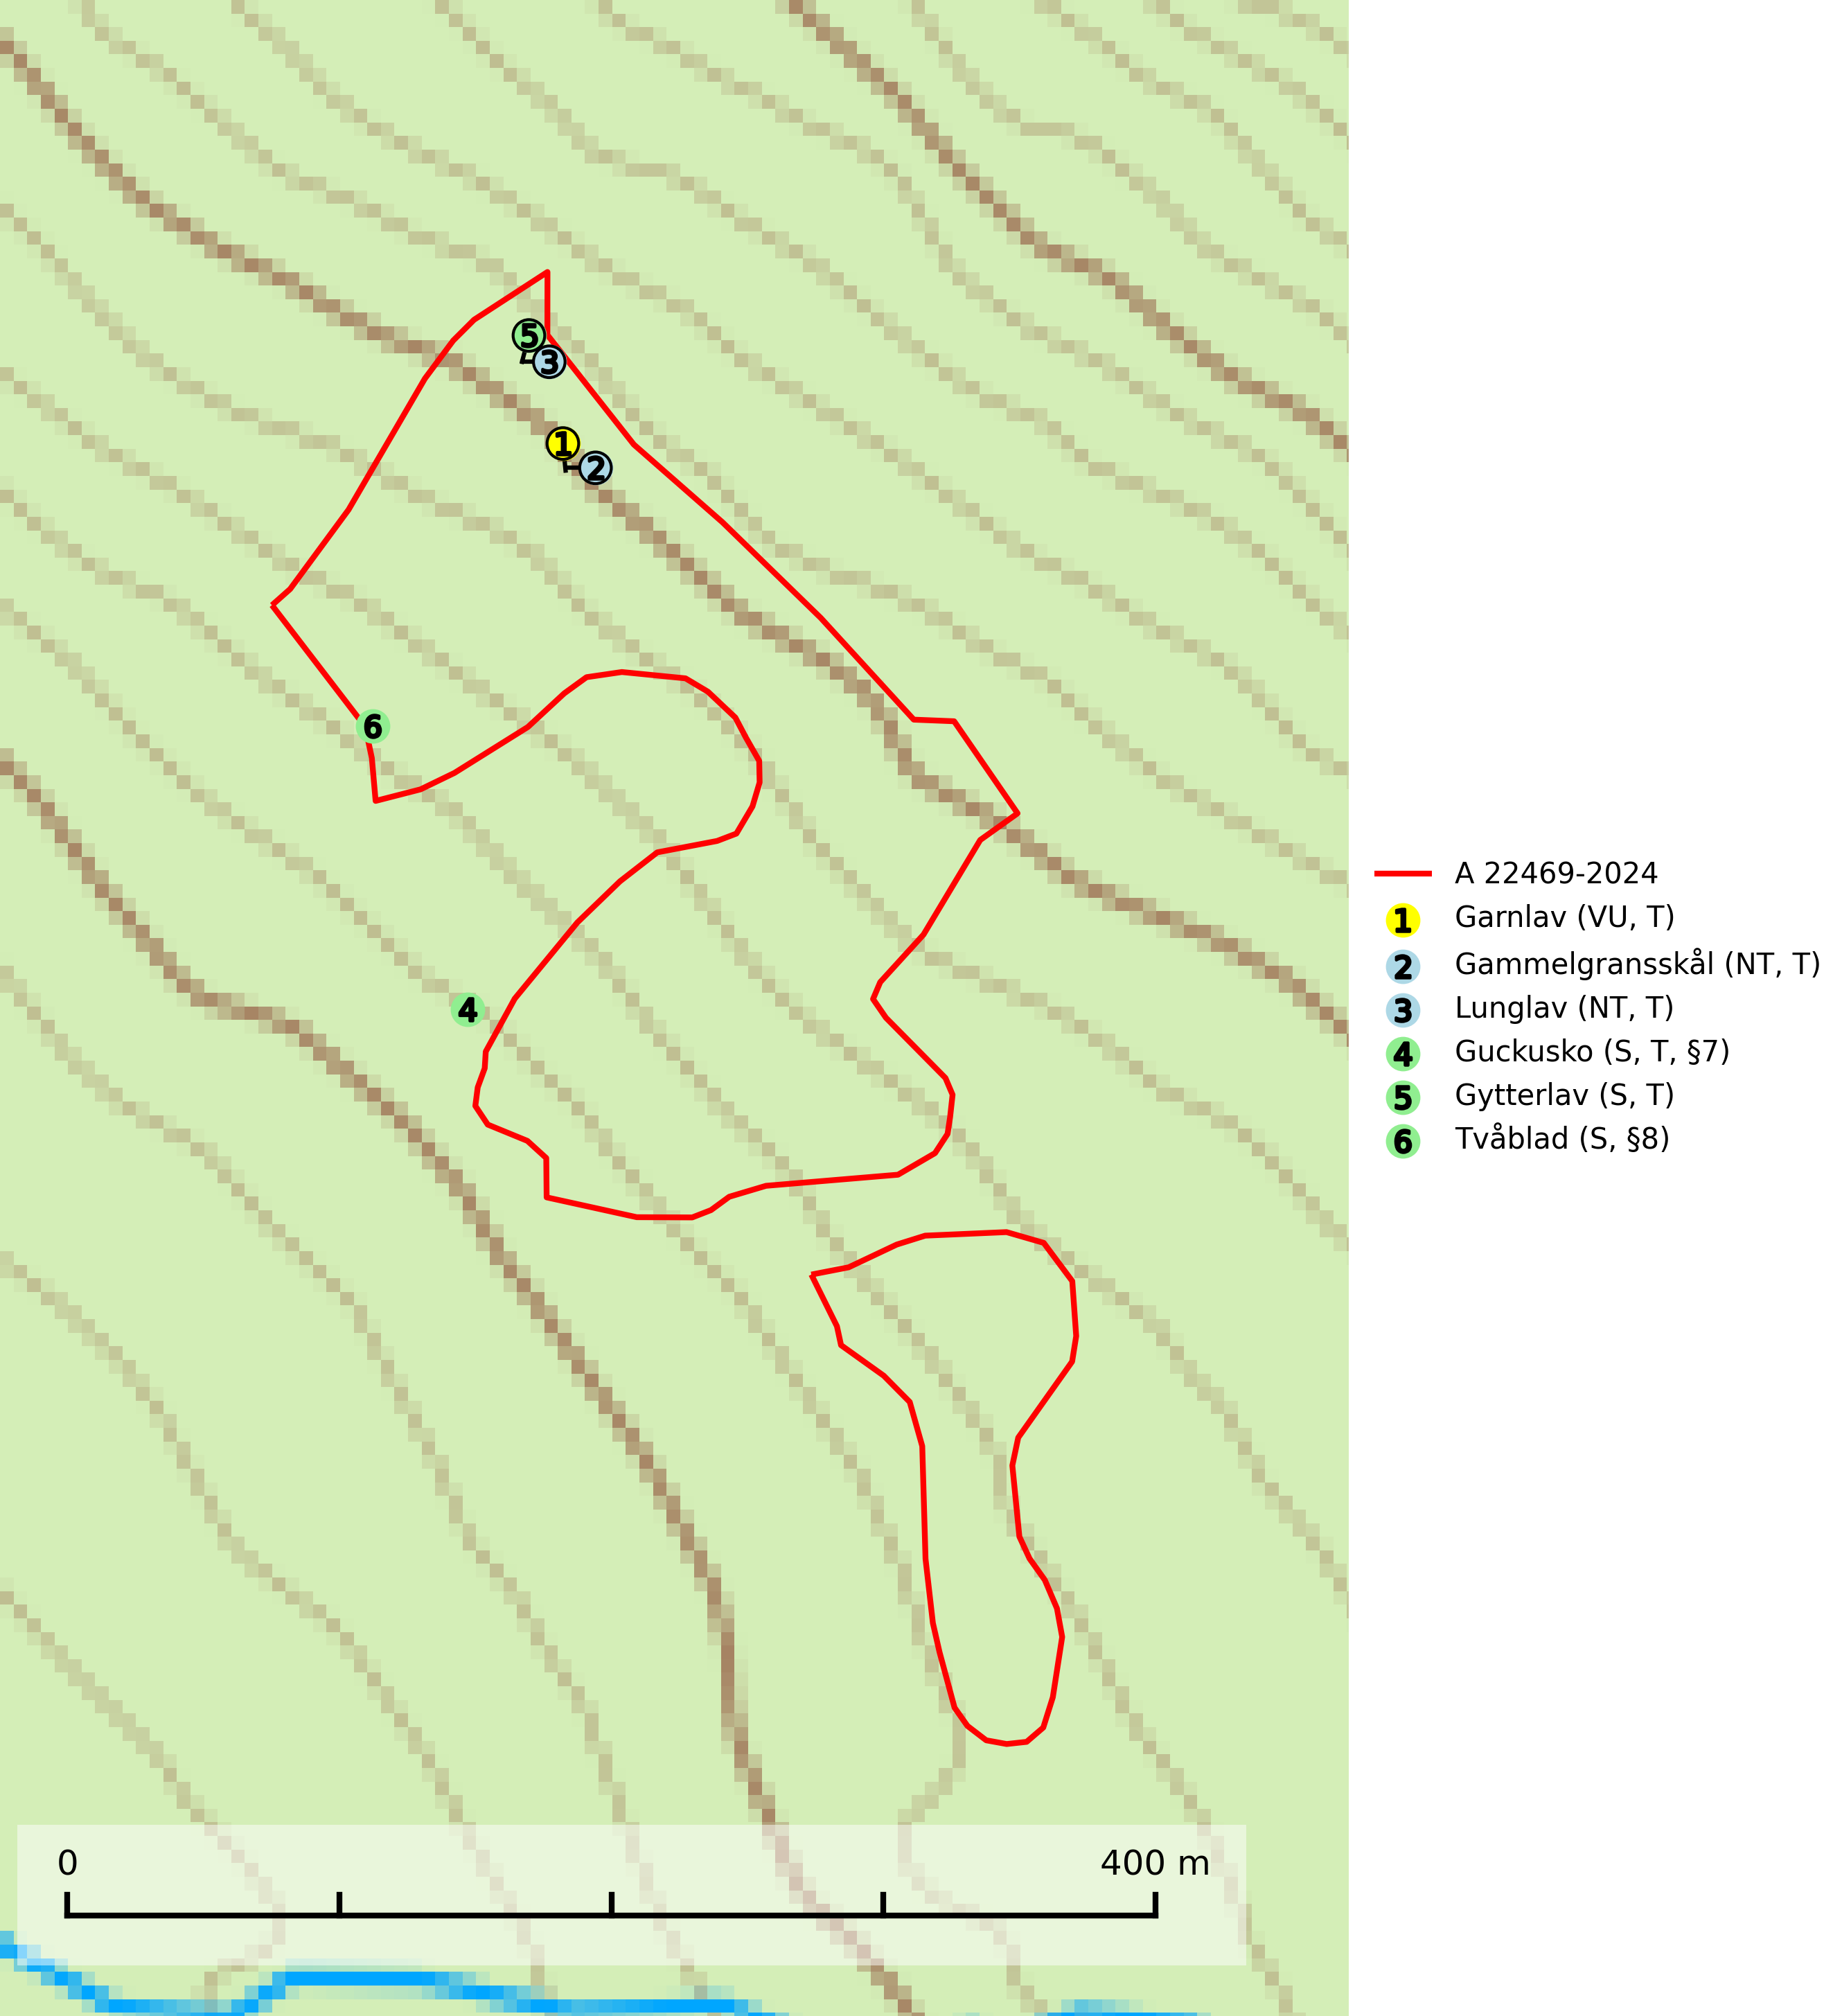 5
3
1
2
6
4
A 22469-2024
1 Garnlav (VU, T)
2 Gammelgransskål (NT, T)
3 Lunglav (NT, T)
4 Guckusko (S, T, §7)
5 Gytterlav (S, T)
6 Tvåblad (S, §8)
0 400 m